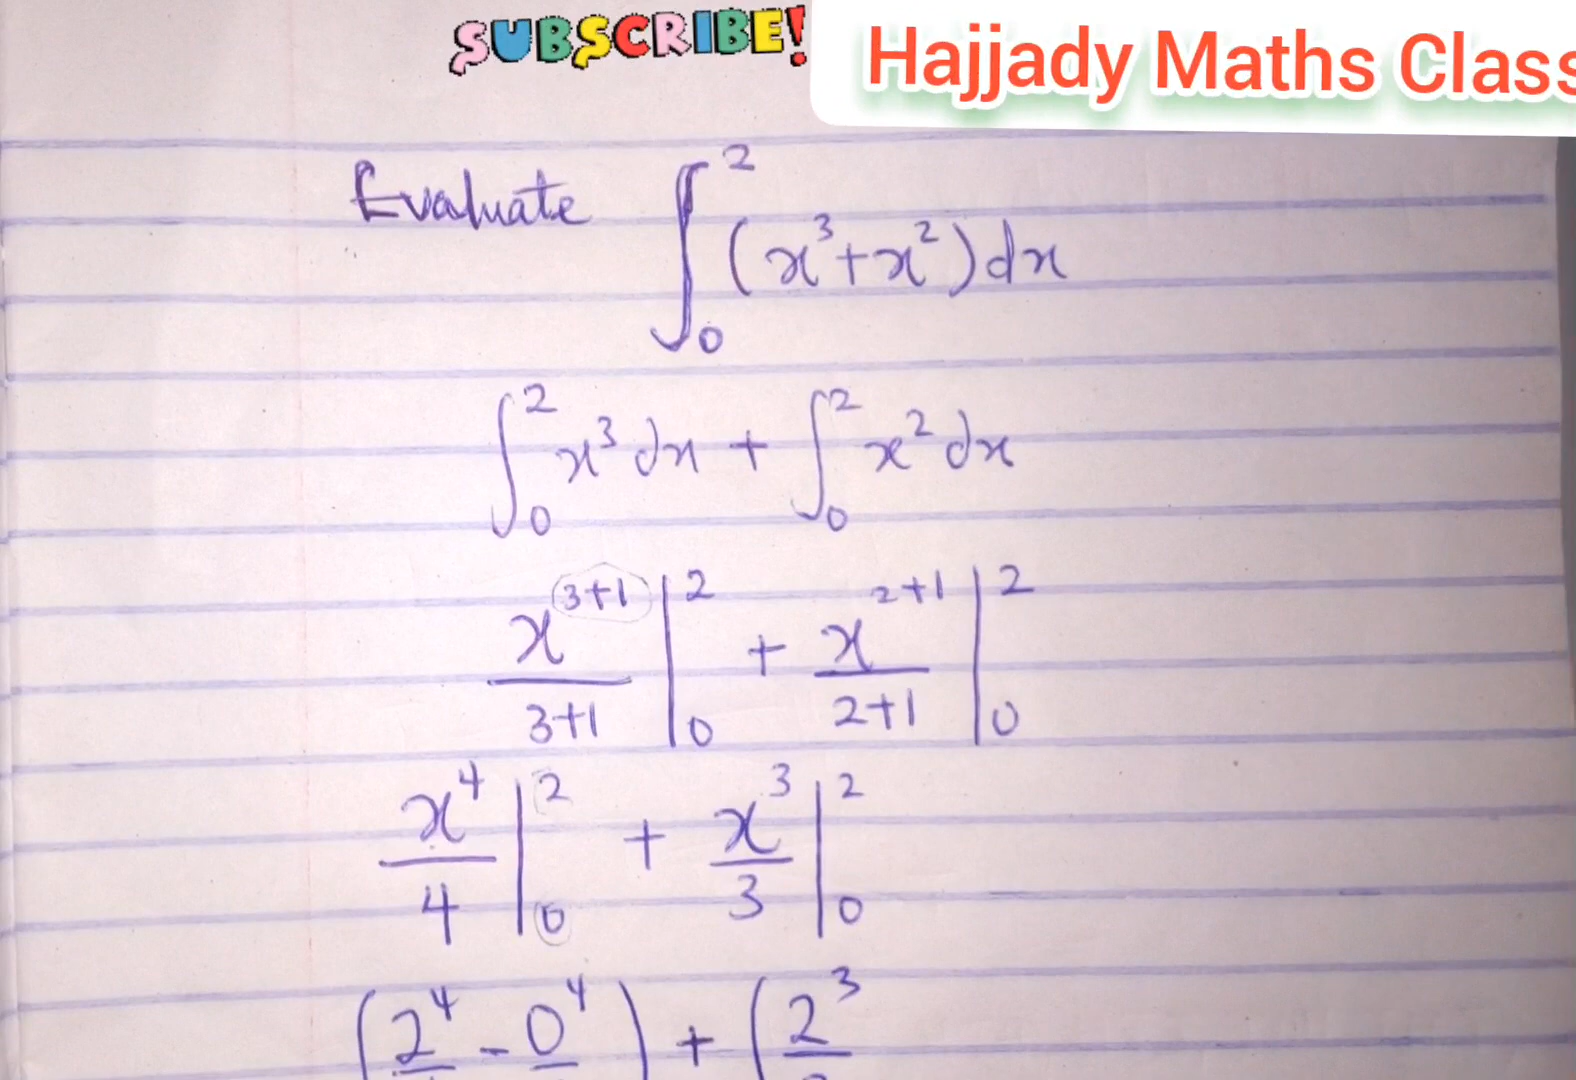 SUBSCRIBE!
Hajjady Maths Class
Evaluate ∫₀² (x³+x²)dx
∫₀² x³ dx + ∫₀² x² dx
x^(3+1)/(3+1) |₀² + x^(2+1)/(2+1) |₀²
x⁴/4 |₀² + x³/3 |₀²
(2⁴ - 0⁴) + (2³